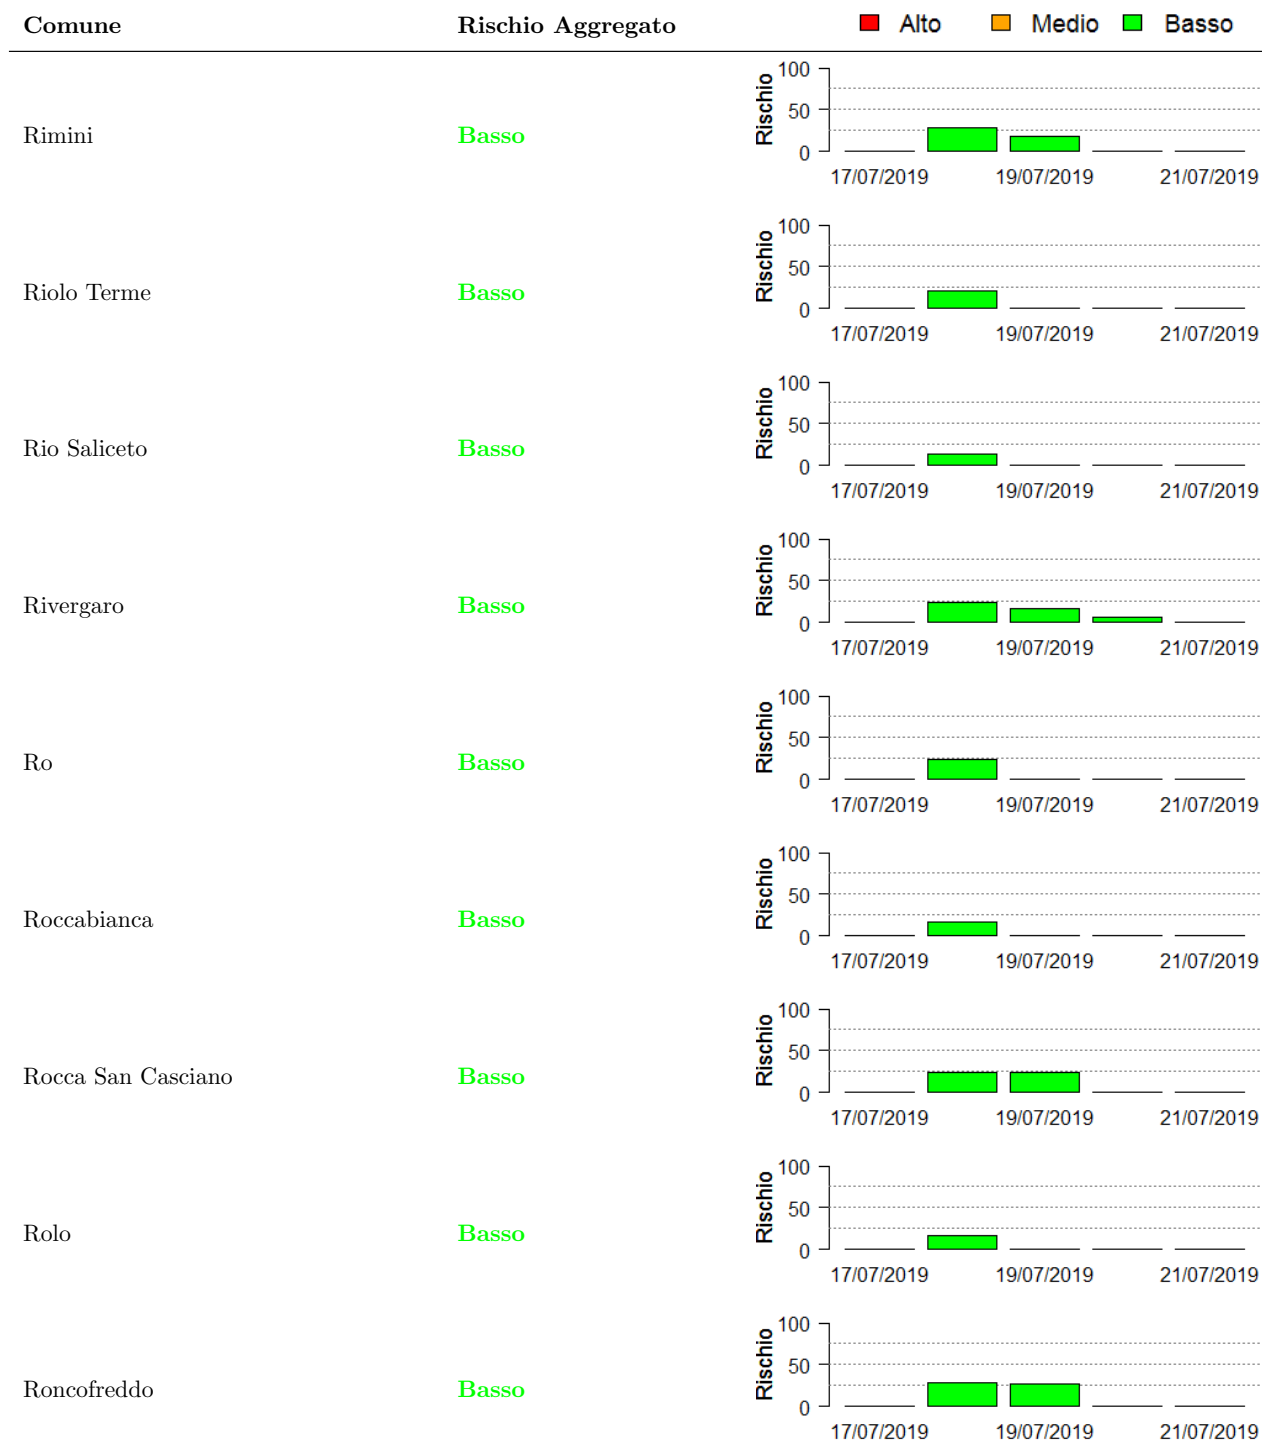 Comune Rischio Aggregato Alto Medio Basso
Rimini Basso
Rischio
100
50
0
17/07/2019 19/07/2019 21/07/2019
Riolo Terme Basso
Rischio
100
50
0
17/07/2019 19/07/2019 21/07/2019
Rio Saliceto Basso
Rischio
100
50
0
17/07/2019 19/07/2019 21/07/2019
Rivergaro Basso
Rischio
100
50
0
17/07/2019 19/07/2019 21/07/2019
Ro Basso
Rischio
100
50
0
17/07/2019 19/07/2019 21/07/2019
Roccabianca Basso
Rischio
100
50
0
17/07/2019 19/07/2019 21/07/2019
Rocca San Casciano Basso
Rischio
100
50
0
17/07/2019 19/07/2019 21/07/2019
Rolo Basso
Rischio
100
50
0
17/07/2019 19/07/2019 21/07/2019
Roncofreddo Basso
Rischio
100
50
0
17/07/2019 19/07/2019 21/07/2019